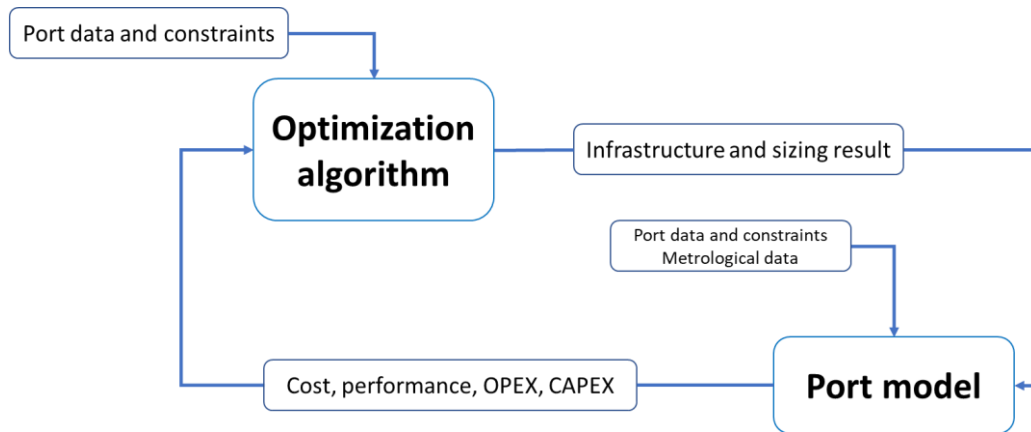 Port data and constraints
Optimization
algorithm
Infrastructure and sizing result
Port data and constraints
Metrological data
Cost, performance, OPEX, CAPEX
Port model